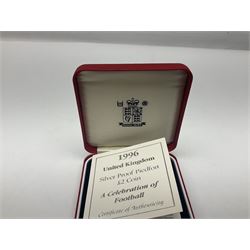 1996
United Kingdom
Silver Proof Piedfort
£2 Coin
A Celebration of
Football
Certificate of Authenticity